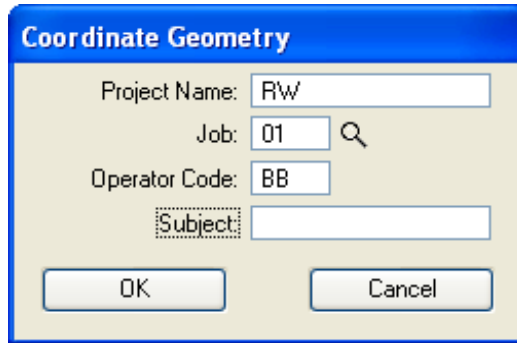 Coordinate Geometry
Project Name: RW
Job: 01
Operator Code: BB
Subject:
OK Cancel